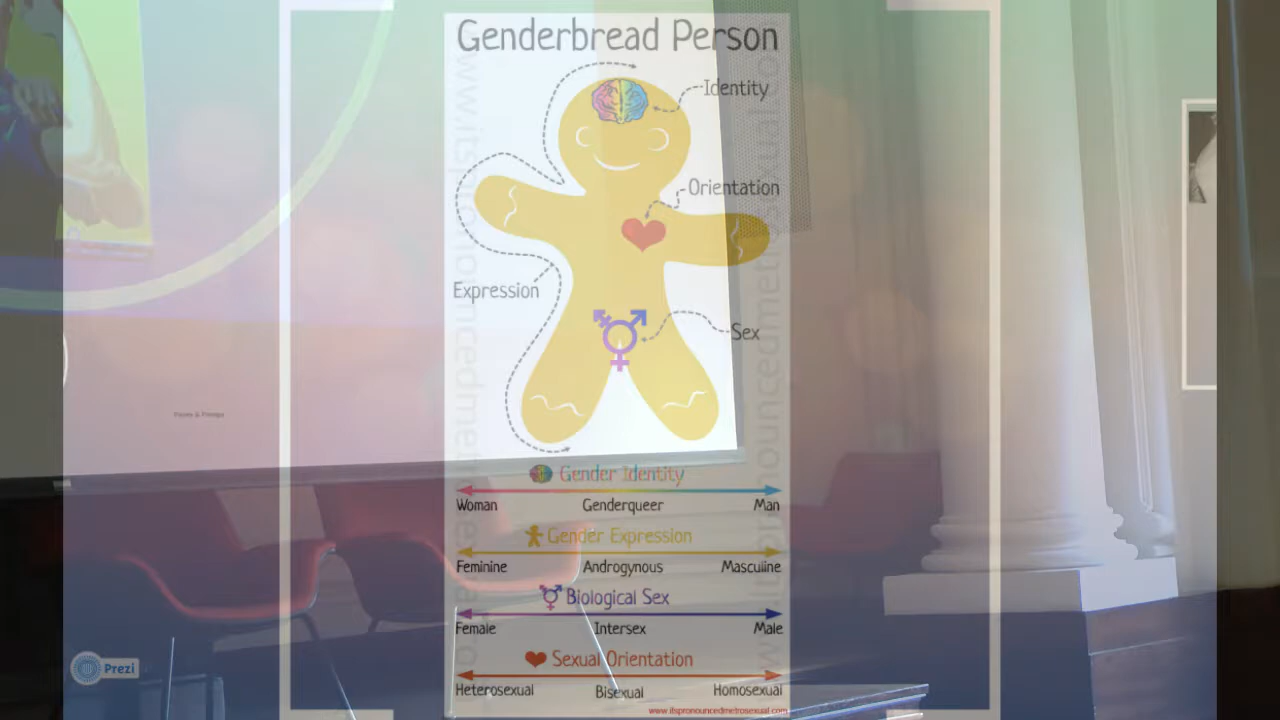 Genderbread Person
Identity
Orientation
Expression
Sex
Gender Identity
Woman Genderqueer Man
Gender Expression
Feminine Androgynous Masculine
Biological Sex
Female Intersex Male
Sexual Orientation
Heterosexual Bisexual Homosexual
www.itspronouncedmetrosexual.com
Prezi